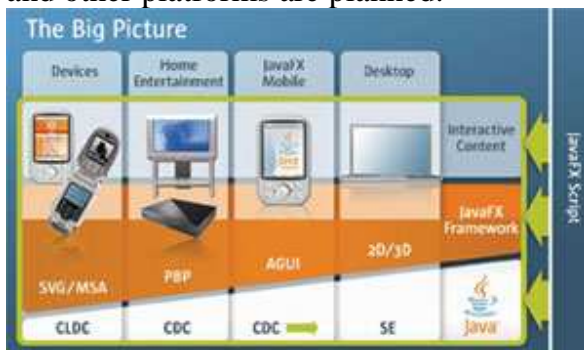 and other platforms are planned.
The Big Picture
Devices
Home
Entertainment
JavaFX
Mobile
Desktop
Interactive
Content
JavaFX
Framework
SVG/MSA
PBP
AGUI
2D/3D
CLDC
CDC
CDC
SE
Java
JavaFX Script